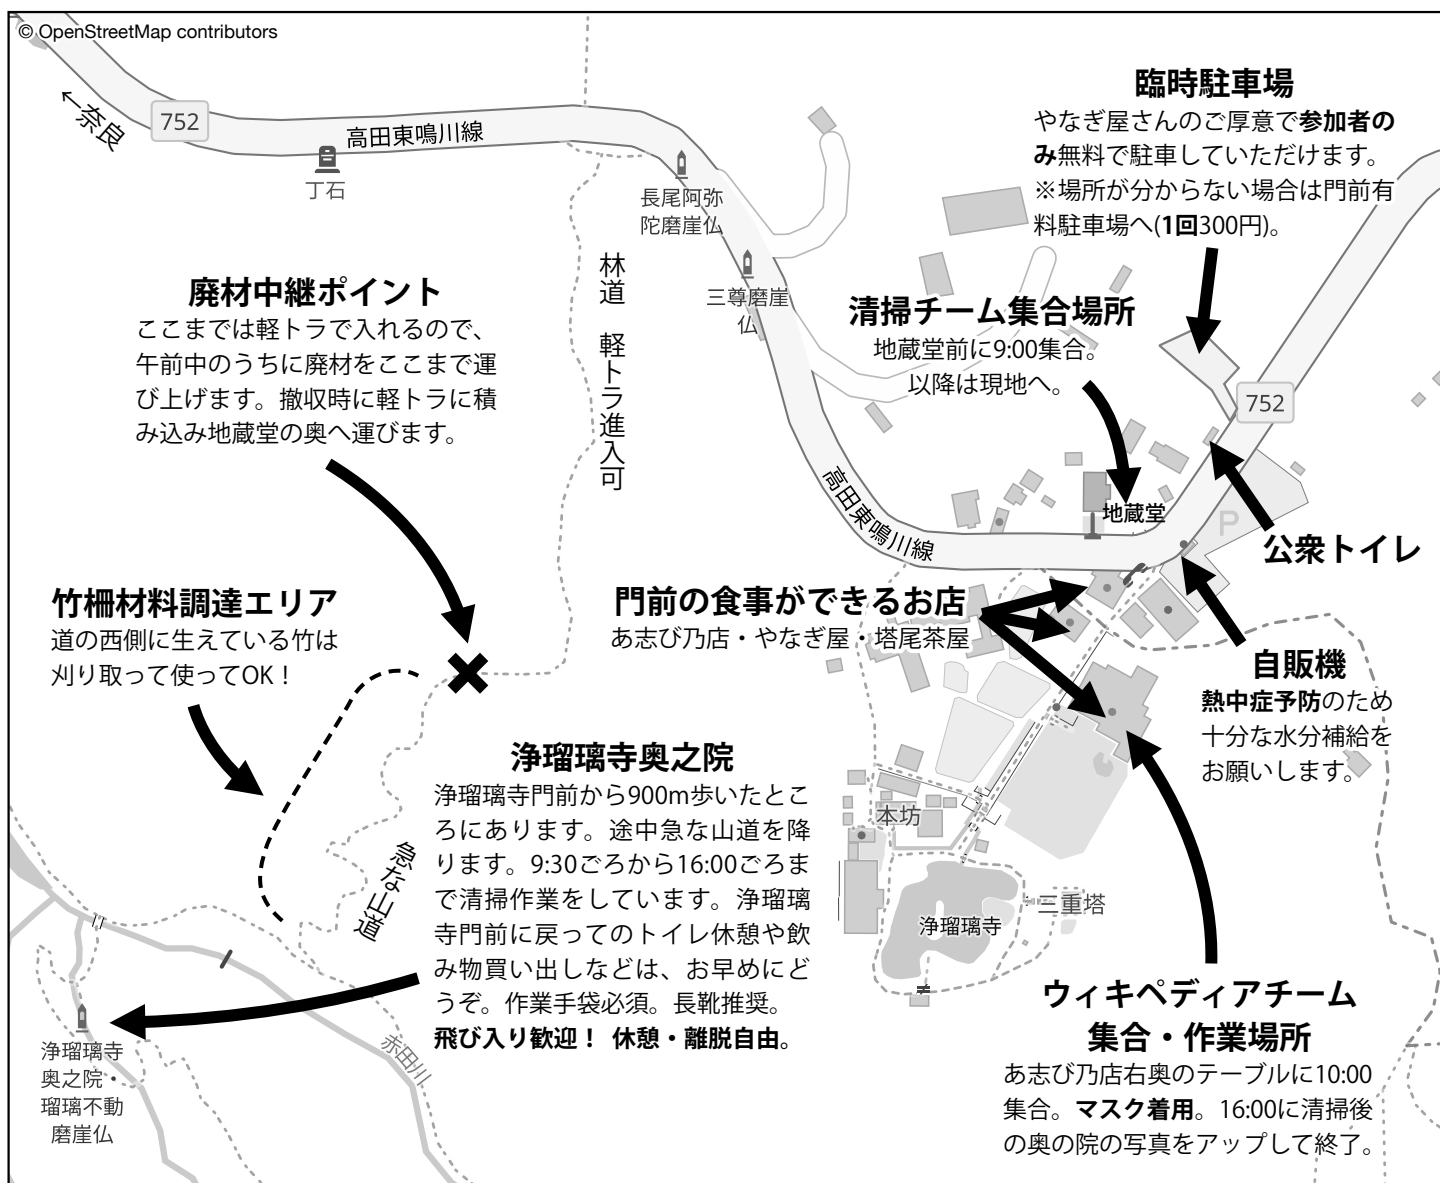 © OpenStreetMap contributors
←奈良
752
高田東鳴川線
丁石
長尾阿弥
陀磨崖仏
三尊磨崖
仏
林道　軽トラ進入可
臨時駐車場
やなぎ屋さんのご厚意で参加者の
み無料で駐車していただけます。
※場所が分からない場合は門前有
料駐車場へ(1回300円)。
廃材中継ポイント
ここまでは軽トラで入れるので、
午前中のうちに廃材をここまで運
び上げます。撤収時に軽トラに積
み込み地蔵堂の奥へ運びます。
清掃チーム集合場所
地蔵堂前に9:00集合。
以降は現地へ。
752
高田東鳴川線
地蔵堂
P
公衆トイレ
竹柵材料調達エリア
道の西側に生えている竹は
刈り取って使ってOK！
門前の食事ができるお店
あ志び乃店・やなぎ屋・塔尾茶屋
自販機
熱中症予防のため
十分な水分補給を
お願いします。
浄瑠璃寺奥之院
浄瑠璃寺門前から900m歩いたとこ
ろにあります。途中急な山道を降
ります。9:30ごろから16:00ごろま
で清掃作業をしています。浄瑠璃
寺門前に戻ってのトイレ休憩や飲
み物買い出しなどは、お早めにど
うぞ。作業手袋必須。長靴推奨。
飛び入り歓迎！ 休憩・離脱自由。
急な山道
本坊
三重塔
浄瑠璃寺
赤田川
浄瑠璃寺
奥之院・
瑠璃不動
磨崖仏
ウィキペディアチーム
集合・作業場所
あ志び乃店右奥のテーブルに10:00
集合。マスク着用。16:00に清掃後
の奥の院の写真をアップして終了。